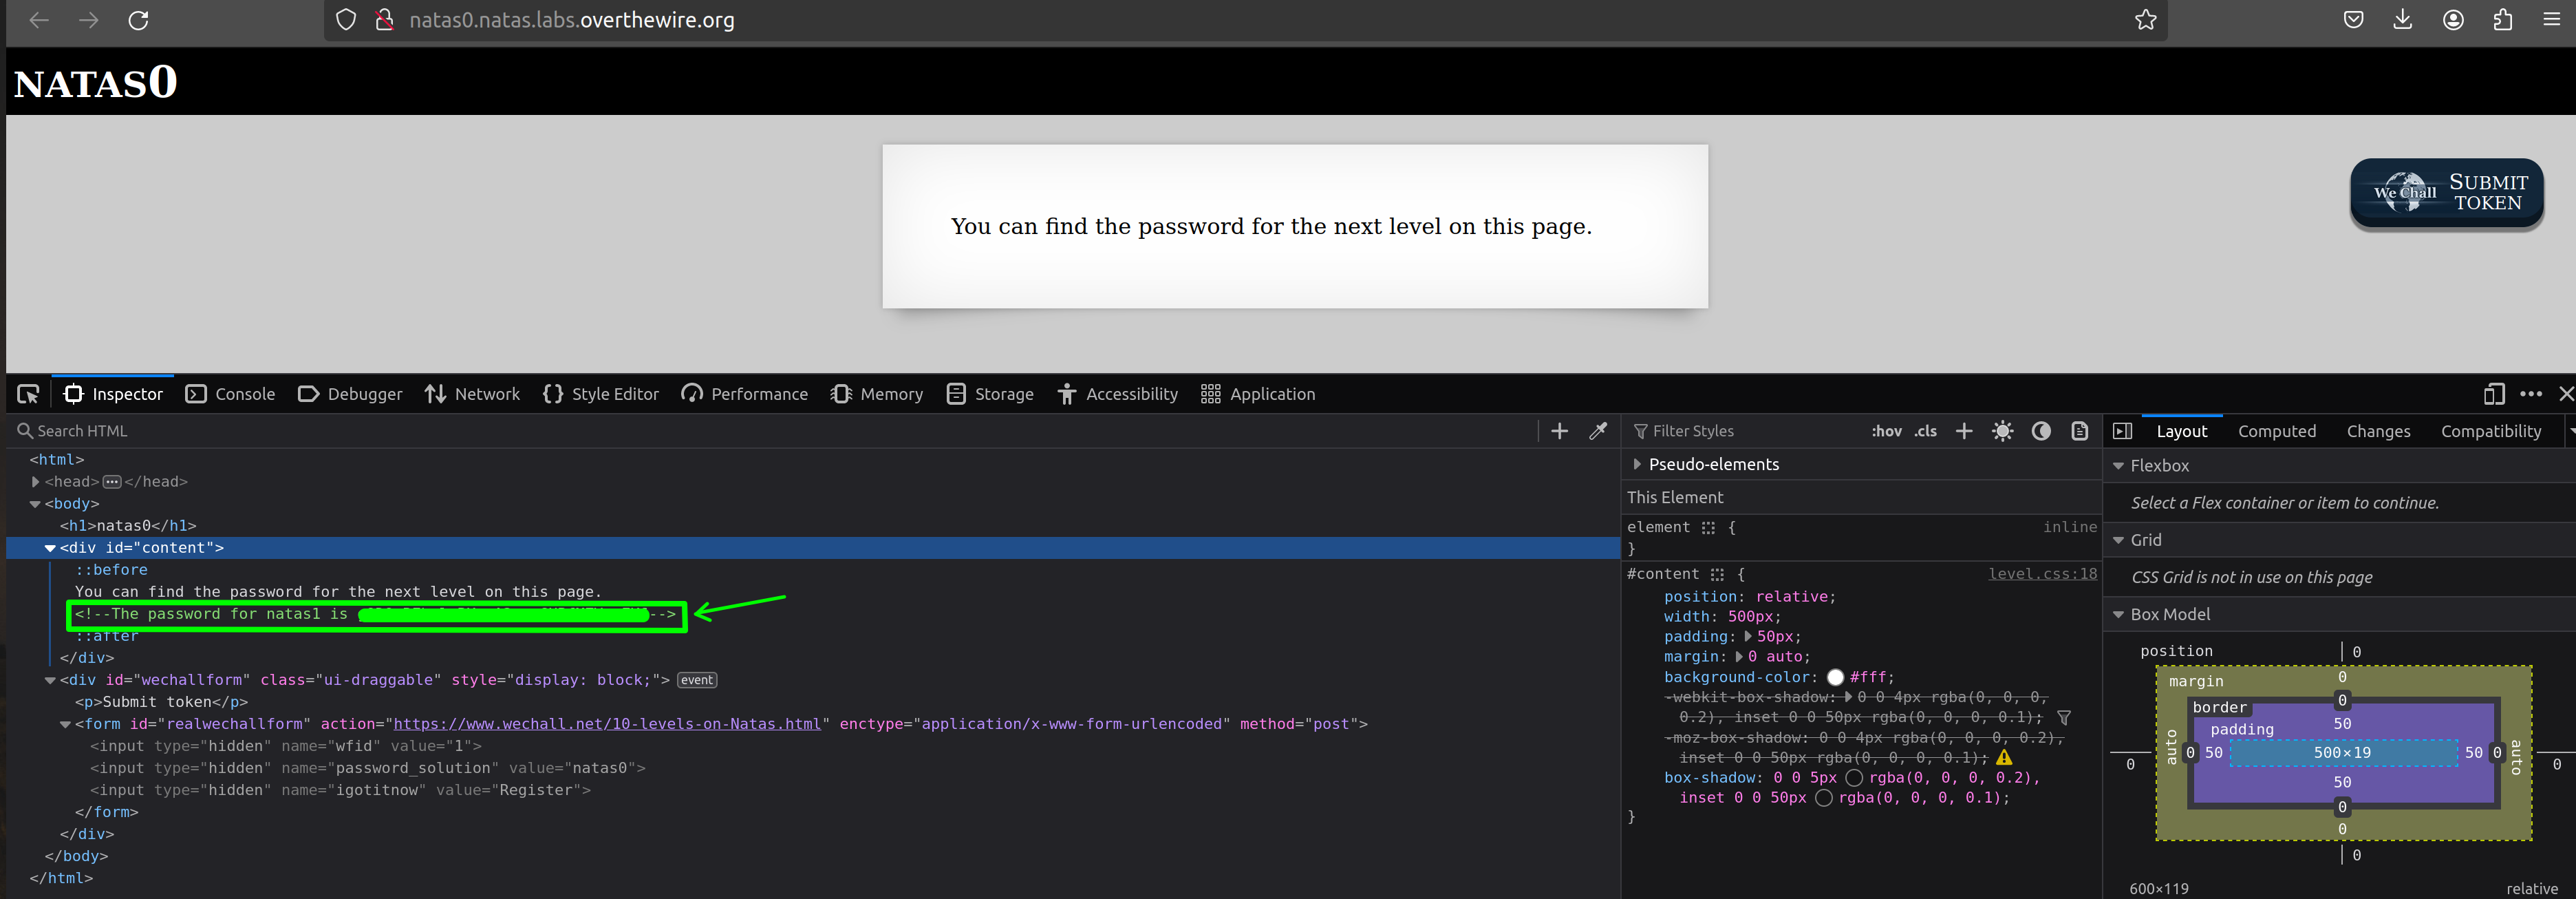 natas0.natas.labs.overthewire.org
NATAS0
You can find the password for the next level on this page.
We Chall SUBMIT TOKEN
Inspector Console Debugger Network Style Editor Performance Memory Storage Accessibility Application
Search HTML
<html>
<head> ••• </head>
<body>
<h1>natas0</h1>
<div id="content">
::before
You can find the password for the next level on this page.
<!--The password for natas1 is -->
::after
</div>
<div id="wechallform" class="ui-draggable" style="display: block;"> event
<p>Submit token</p>
<form id="realwechallform" action="https://www.wechall.net/10-levels-on-Natas.html" enctype="application/x-www-form-urlencoded" method="post">
<input type="hidden" name="wfid" value="1">
<input type="hidden" name="password_solution" value="natas0">
<input type="hidden" name="igotitnow" value="Register">
</form>
</div>
</body>
</html>
Filter Styles :hov .cls
Pseudo-elements
This Element
element { inline
}
#content { level.css:18
position: relative;
width: 500px;
padding: 50px;
margin: 0 auto;
background-color: #fff;
-webkit-box-shadow: 0 0 4px rgba(0, 0, 0,
0.2), inset 0 0 50px rgba(0, 0, 0, 0.1);
-moz-box-shadow: 0 0 4px rgba(0, 0, 0, 0.2),
inset 0 0 50px rgba(0, 0, 0, 0.1);
box-shadow: 0 0 5px rgba(0, 0, 0, 0.2),
inset 0 0 50px rgba(0, 0, 0, 0.1);
}
Layout Computed Changes Compatibility
Flexbox
Select a Flex container or item to continue.
Grid
CSS Grid is not in use on this page
Box Model
position 0
margin 0
border 0
padding 50
0 auto 0 50 500×19 50 0 auto 0
50
0
0
0
600×119 relative